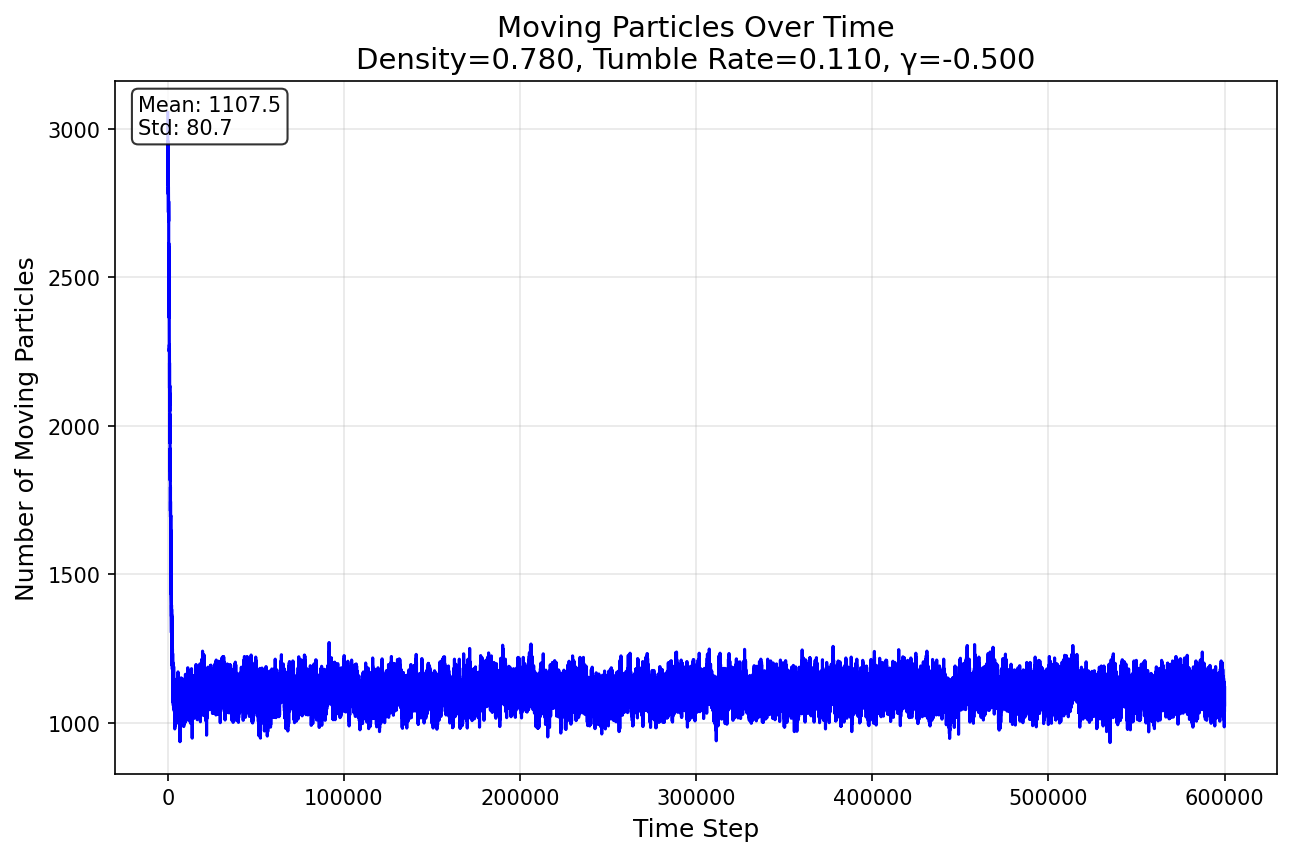 Moving Particles Over Time
Density=0.780, Tumble Rate=0.110, γ=-0.500
Mean: 1107.5
Std: 80.7
Number of Moving Particles
3000
2500
2000
1500
1000
0
100000
200000
300000
400000
500000
600000
Time Step